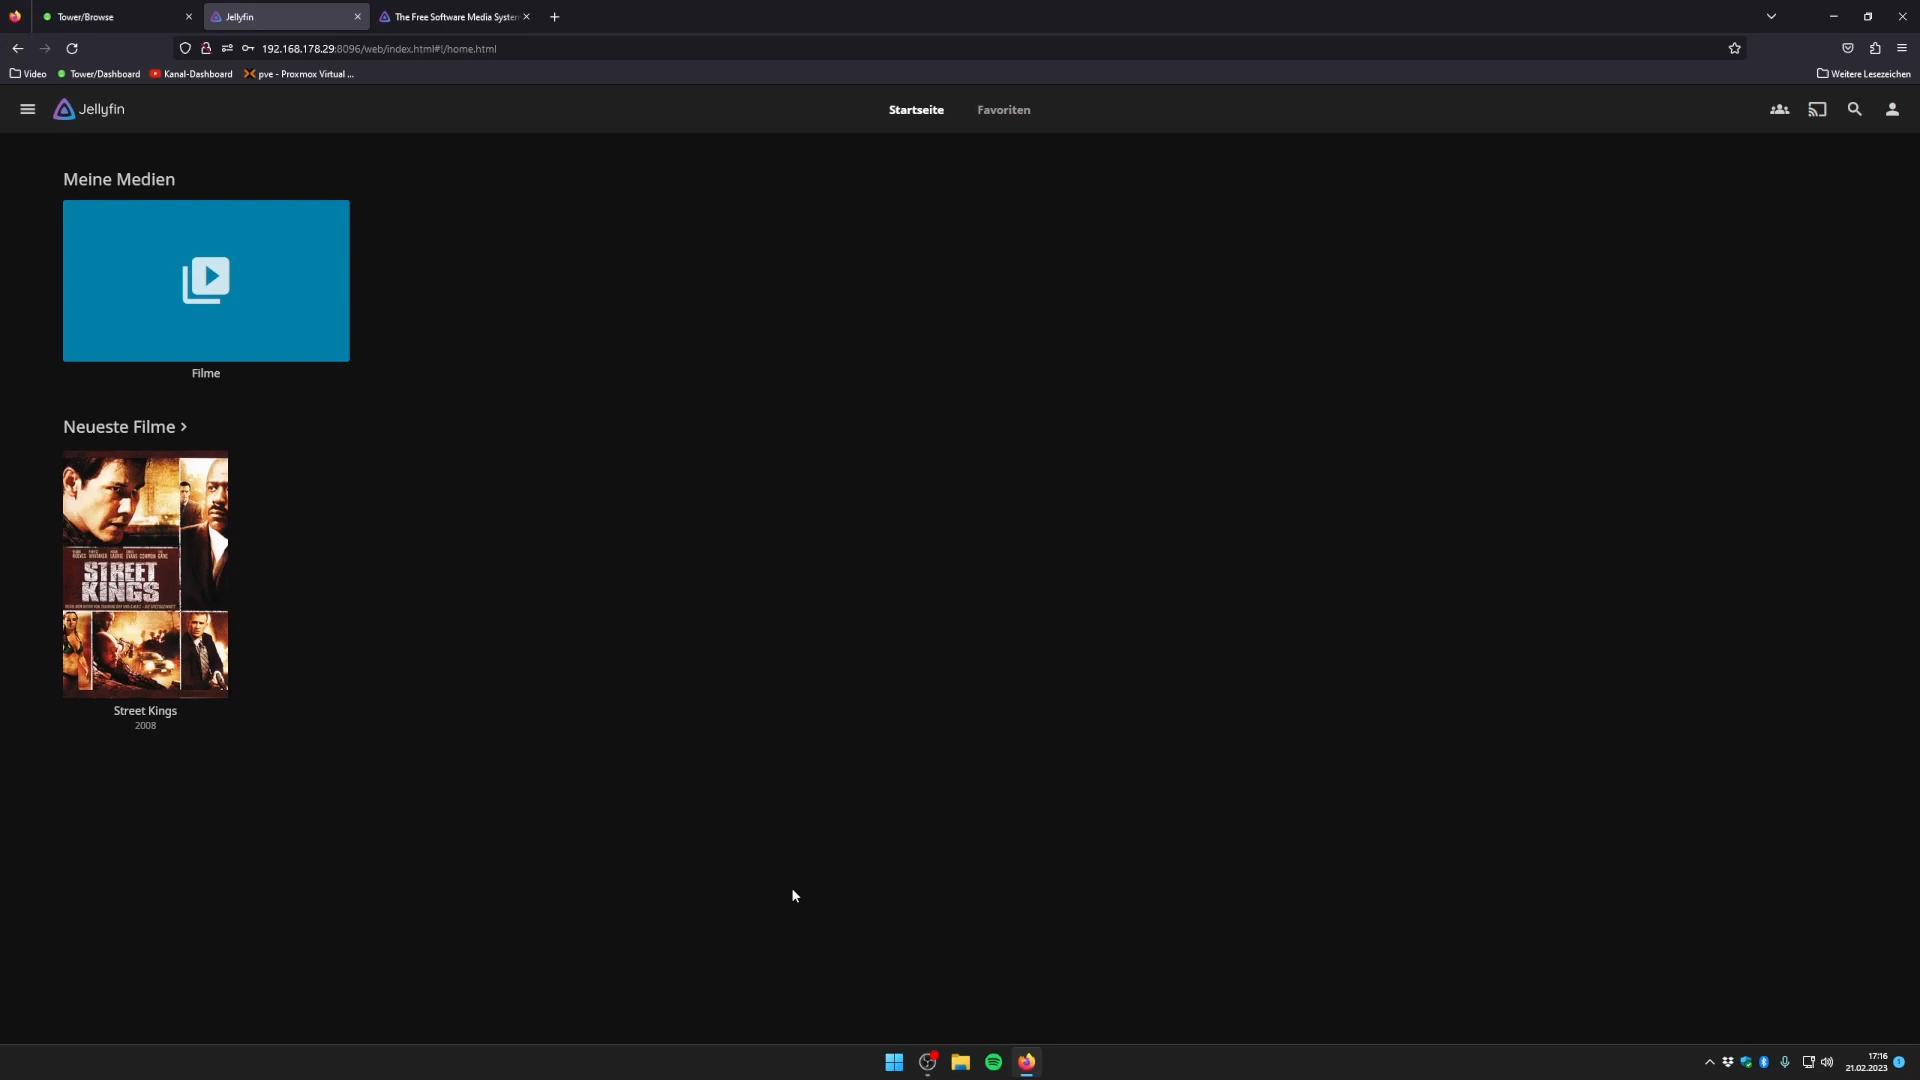 Tower/Browse
Jellyfin
The Free Software Media System
192.168.178.29:8096/web/index.html#!/home.html
Video
Tower/Dashboard
Kanal-Dashboard
pve - Proxmox Virtual ...
Weitere Lesezeichen
Jellyfin
Startseite
Favoriten
Meine Medien
Filme
Neueste Filme
STREET
KINGS
Street Kings
2008
17:16
21.02.2023
1